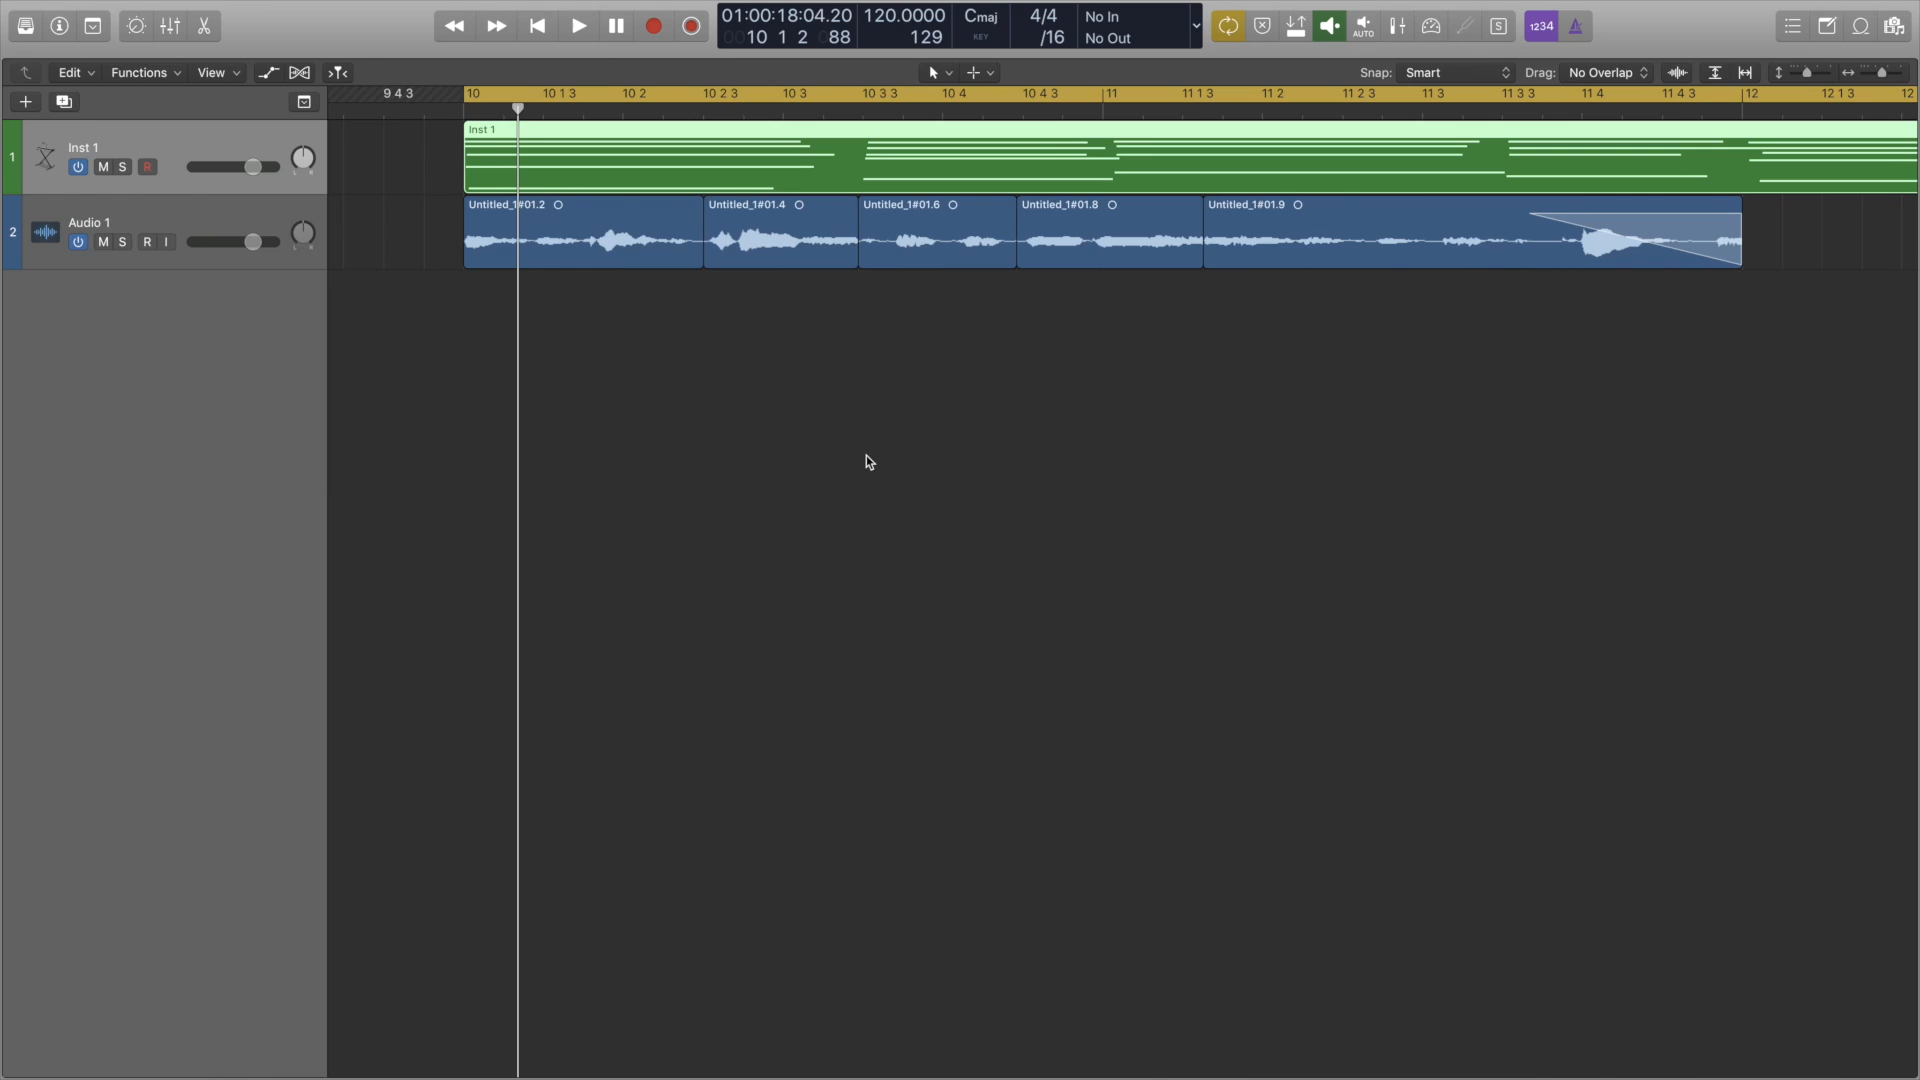 01:00:18:04.20 120.0000 Cmaj 4/4 No In
0010 1 2 088 129 KEY /16 No Out
AUTO
S
1234
Edit Functions View Snap: Smart Drag: No Overlap
9 4 3 10 10 1 3 10 2 10 2 3 10 3 10 3 3 10 4 10 4 3 11 11 1 3 11 2 11 2 3 11 3 11 3 3 11 4 11 4 3 12 12 1 3 12
1 Inst 1
M S R
L R
Inst 1
2 Audio 1
M S R I
L R
Untitled_1#01.2 Untitled_1#01.4 Untitled_1#01.6 Untitled_1#01.8 Untitled_1#01.9